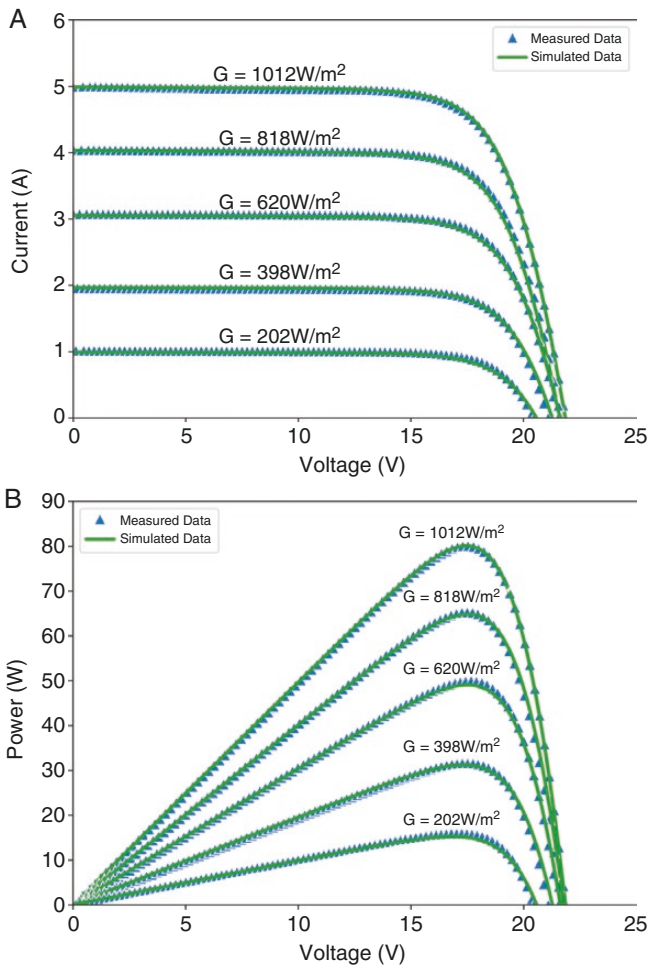 A
6
5
4
3
2
1
0
Current (A)
Measured Data
Simulated Data
G = 1012W/m²
G = 818W/m²
G = 620W/m²
G = 398W/m²
G = 202W/m²
0 5 10 15 20 25
Voltage (V)
B
90
80
70
60
50
40
30
20
10
0
Power (W)
Measured Data
Simulated Data
G = 1012W/m²
G = 818W/m²
G = 620W/m²
G = 398W/m²
G = 202W/m²
0 5 10 15 20 25
Voltage (V)